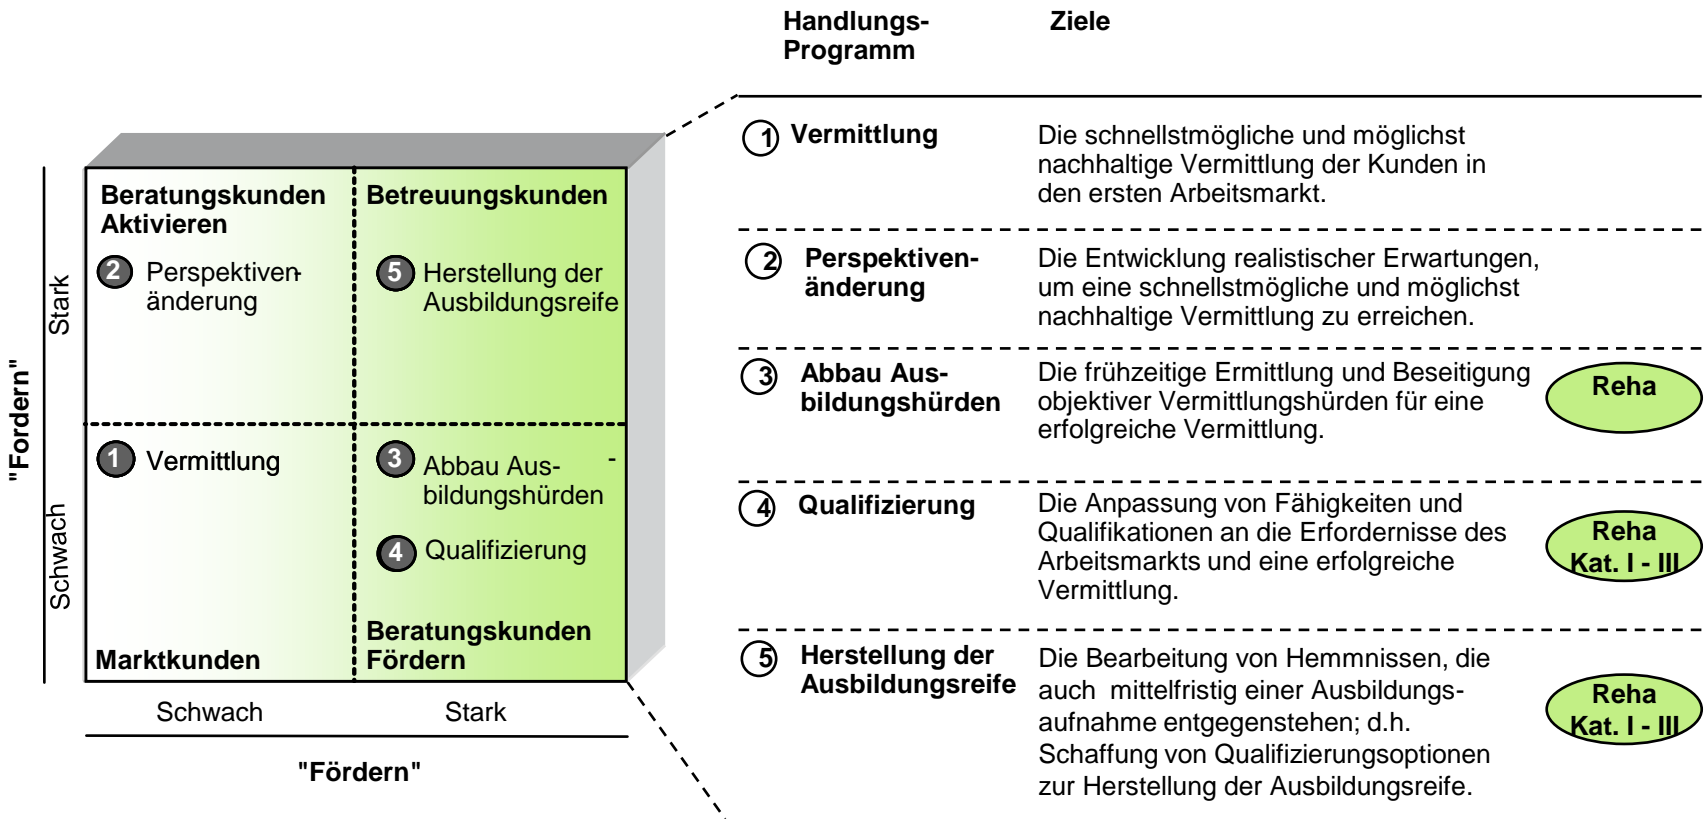 Handlungs-
Programm
Ziele
"Fordern"
Stark
Schwach
Beratungskunden
Aktivieren
2 Perspektiven-
änderung
Betreuungskunden
5 Herstellung der
Ausbildungsreife
1 Vermittlung
Marktkunden
3 Abbau Aus- -
bildungshürden
4 Qualifizierung
Beratungskunden
Fördern
Schwach
Stark
"Fördern"
1 Vermittlung
Die schnellstmögliche und möglichst
nachhaltige Vermittlung der Kunden in
den ersten Arbeitsmarkt.
2 Perspektiven-
änderung
Die Entwicklung realistischer Erwartungen,
um eine schnellstmögliche und möglichst
nachhaltige Vermittlung zu erreichen.
3 Abbau Aus-
bildungshürden
Die frühzeitige Ermittlung und Beseitigung
objektiver Vermittlungshürden für eine
erfolgreiche Vermittlung.
Reha
4 Qualifizierung
Die Anpassung von Fähigkeiten und
Qualifikationen an die Erfordernisse des
Arbeitsmarkts und eine erfolgreiche
Vermittlung.
Reha
Kat. I - III
5 Herstellung der
Ausbildungsreife
Die Bearbeitung von Hemmnissen, die
auch mittelfristig einer Ausbildungs-
aufnahme entgegenstehen; d.h.
Schaffung von Qualifizierungsoptionen
zur Herstellung der Ausbildungsreife.
Reha
Kat. I - III